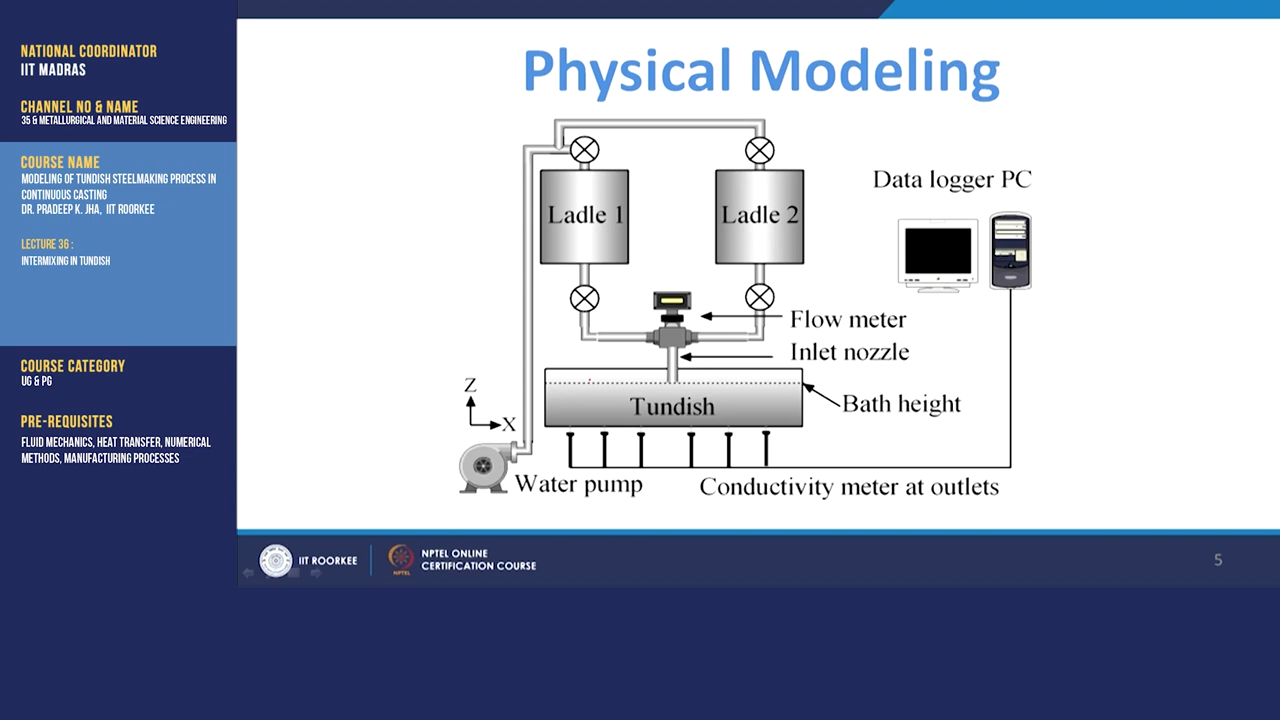 NATIONAL COORDINATOR
IIT MADRAS
CHANNEL NO & NAME
35 & METALLURGICAL AND MATERIAL SCIENCE ENGINEERING
COURSE NAME
MODELING OF TUNDISH STEELMAKING PROCESS IN
CONTINUOUS CASTING
DR. PRADEEP K. JHA, IIT ROORKEE
LECTURE 36 :
INTERMIXING IN TUNDISH
COURSE CATEGORY
UG & PG
PRE-REQUISITES
FLUID MECHANICS, HEAT TRANSFER, NUMERICAL
METHODS, MANUFACTURING PROCESSES
Physical Modeling
Ladle 1
Ladle 2
Data logger PC
Flow meter
Inlet nozzle
Bath height
Tundish
Z
X
Water pump
Conductivity meter at outlets
IIT ROORKEE
NPTEL
NPTEL ONLINE
CERTIFICATION COURSE
5